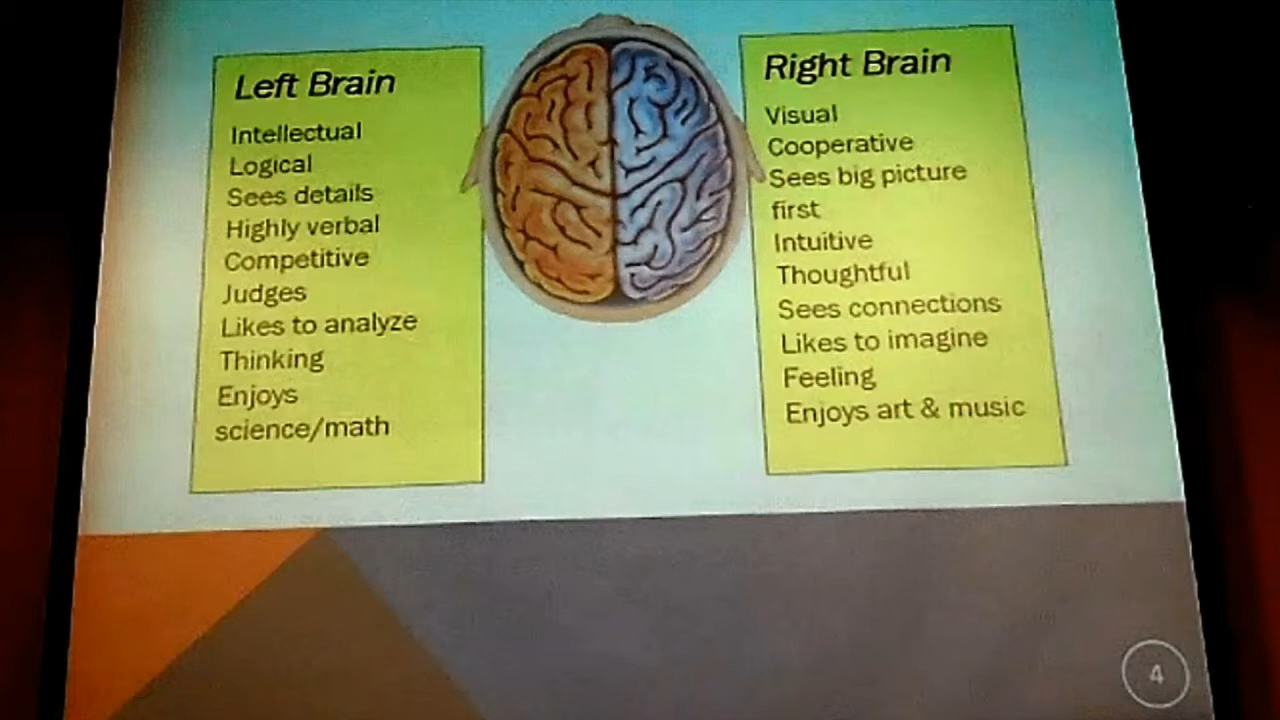 Left Brain
Intellectual
Logical
Sees details
Highly verbal
Competitive
Judges
Likes to analyze
Thinking
Enjoys
science/math
Right Brain
Visual
Cooperative
Sees big picture
first
Intuitive
Thoughtful
Sees connections
Likes to imagine
Feeling
Enjoys art & music
4